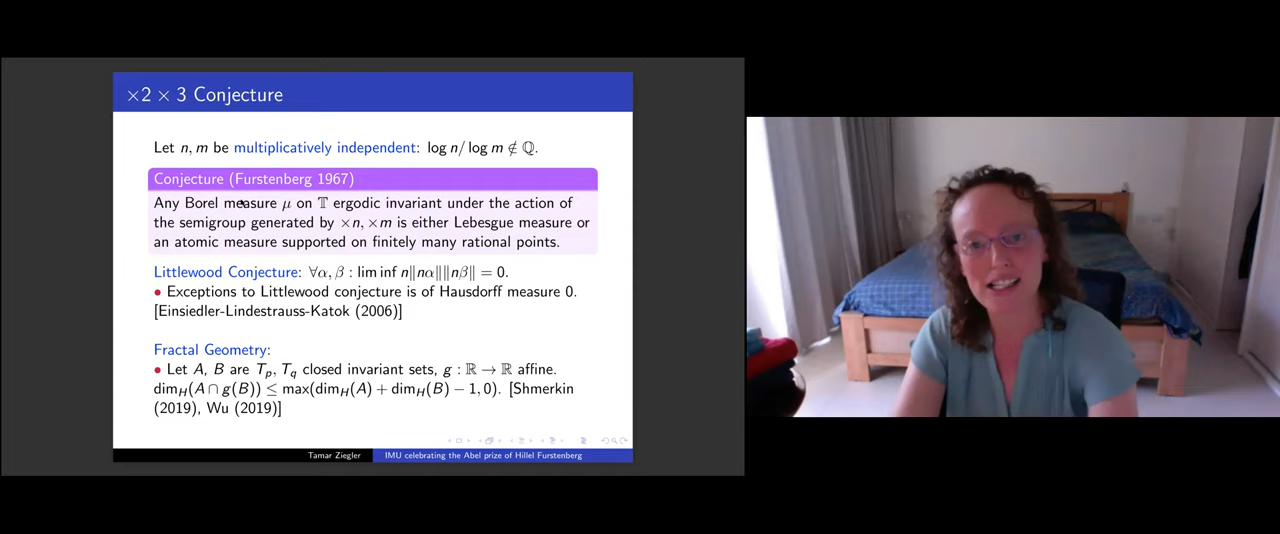 ×2 × 3 Conjecture
Let n, m be multiplicatively independent: log n/ log m ∉ ℚ.
Conjecture (Furstenberg 1967)
Any Borel measure μ on 𝕋 ergodic invariant under the action of
the semigroup generated by ×n, ×m is either Lebesgue measure or
an atomic measure supported on finitely many rational points.
Littlewood Conjecture: ∀α, β : lim inf n‖nα‖‖nβ‖ = 0.
• Exceptions to Littlewood conjecture is of Hausdorff measure 0.
[Einsiedler-Lindestrauss-Katok (2006)]
Fractal Geometry:
• Let A, B are Tₚ, T_q closed invariant sets, g : ℝ → ℝ affine.
dim_H(A ∩ g(B)) ≤ max(dim_H(A) + dim_H(B) − 1, 0). [Shmerkin
(2019), Wu (2019)]
Tamar Ziegler
IMU celebrating the Abel prize of Hillel Furstenberg